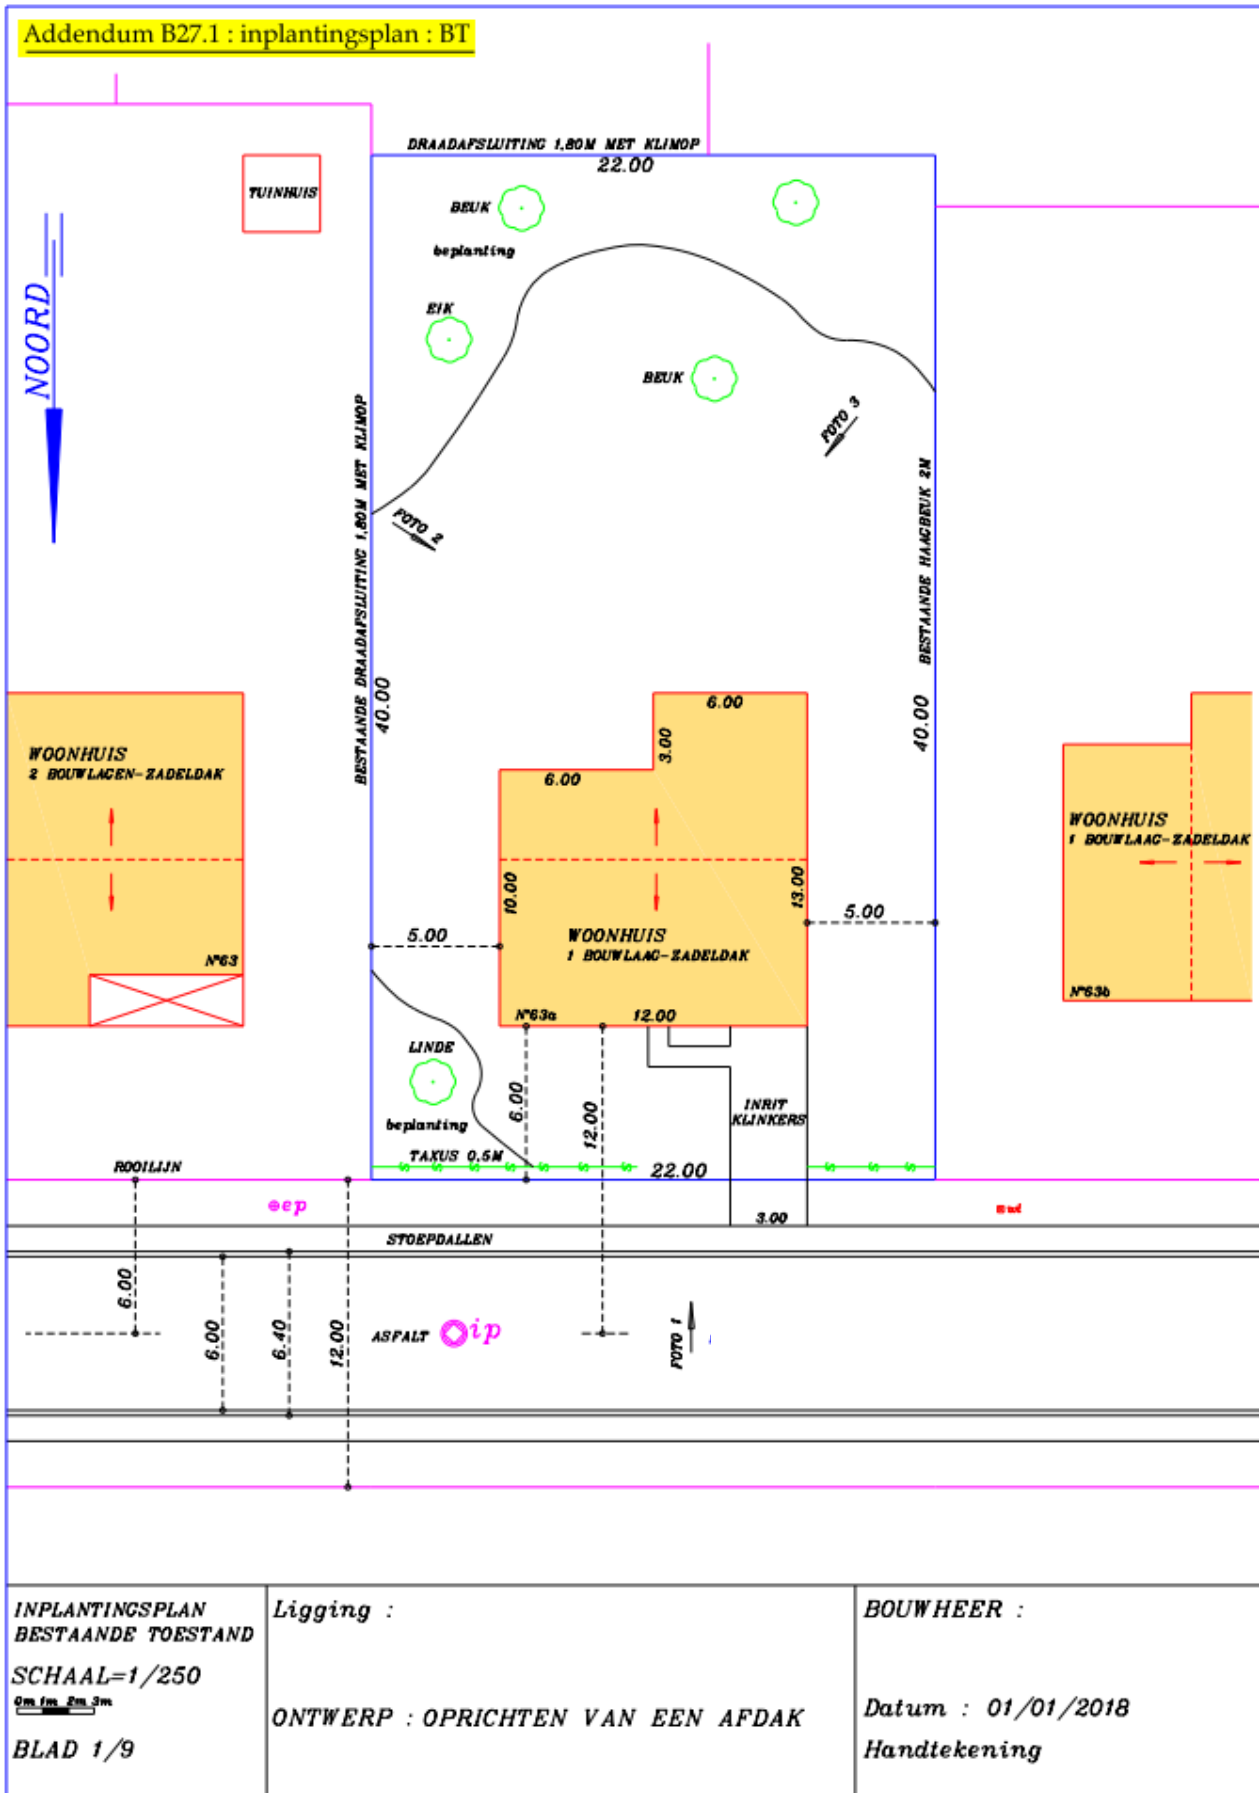 Addendum B27.1 : inplantingsplan : BT
DRAADAFSLUITING 1,80M MET KLIMOP
22.00
TUINHUIS
BEUK
beplanting
NOORD
EIK
BEUK
FOTO 3
BESTAANDE DRAADAFSLUITING 1,80M MET KLIMOP
BESTAANDE HAAGBEUK 2M
FOTO 2
40.00
40.00
6.00
3.00
6.00
WOONHUIS
2 BOUWLAGEN-ZADELDAK
WOONHUIS
1 BOUWLAAG-ZADELDAK
10.00
13.00
5.00
5.00
WOONHUIS
1 BOUWLAAG-ZADELDAK
N°63
N°63b
N°63a
12.00
LINDE
6.00
12.00
INRIT
KLINKERS
beplanting
TAXUS 0,5M
ROOILIJN
22.00
ep
3.00
STOEPDALLEN
6.00
6.00
6.40
12.00
ASFALT
ip
FOTO 1
INPLANTINGSPLAN
BESTAANDE TOESTAND
SCHAAL=1/250
0m 1m 2m 3m
BLAD 1/9
Ligging :
ONTWERP : OPRICHTEN VAN EEN AFDAK
BOUWHEER :
Datum : 01/01/2018
Handtekening